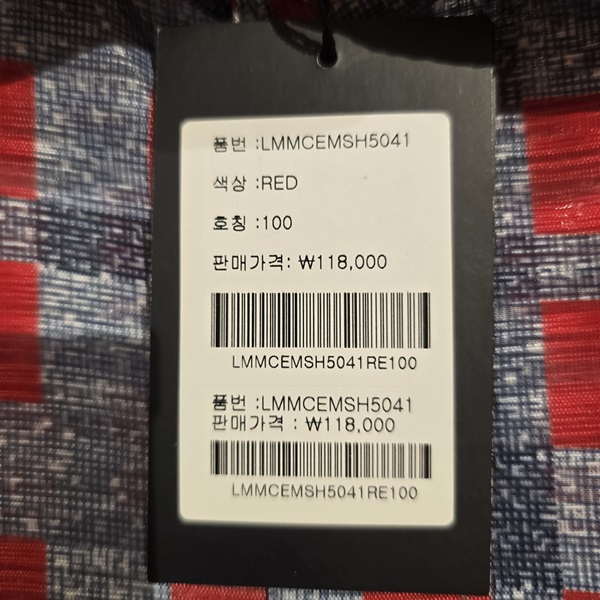 품번 :LMMCEMSH5041
색상 :RED
호칭 :100
판매가격: ₩118,000
LMMCEMSH5041RE100
품번 :LMMCEMSH5041
판매가격 : ₩118,000
LMMCEMSH5041RE100